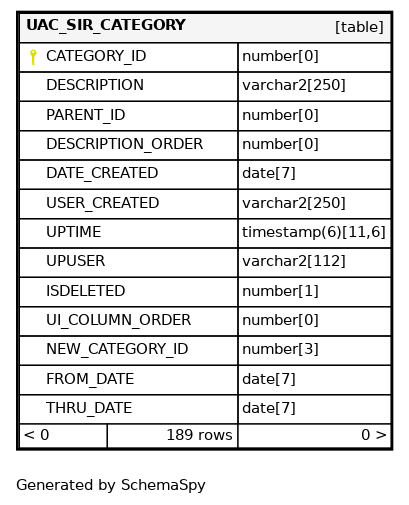 UAC_SIR_CATEGORY [table]
CATEGORY_ID number[0]
DESCRIPTION varchar2[250]
PARENT_ID number[0]
DESCRIPTION_ORDER number[0]
DATE_CREATED date[7]
USER_CREATED varchar2[250]
UPTIME timestamp(6)[11,6]
UPUSER varchar2[112]
ISDELETED number[1]
UI_COLUMN_ORDER number[0]
NEW_CATEGORY_ID number[3]
FROM_DATE date[7]
THRU_DATE date[7]
< 0 189 rows 0 >
Generated by SchemaSpy